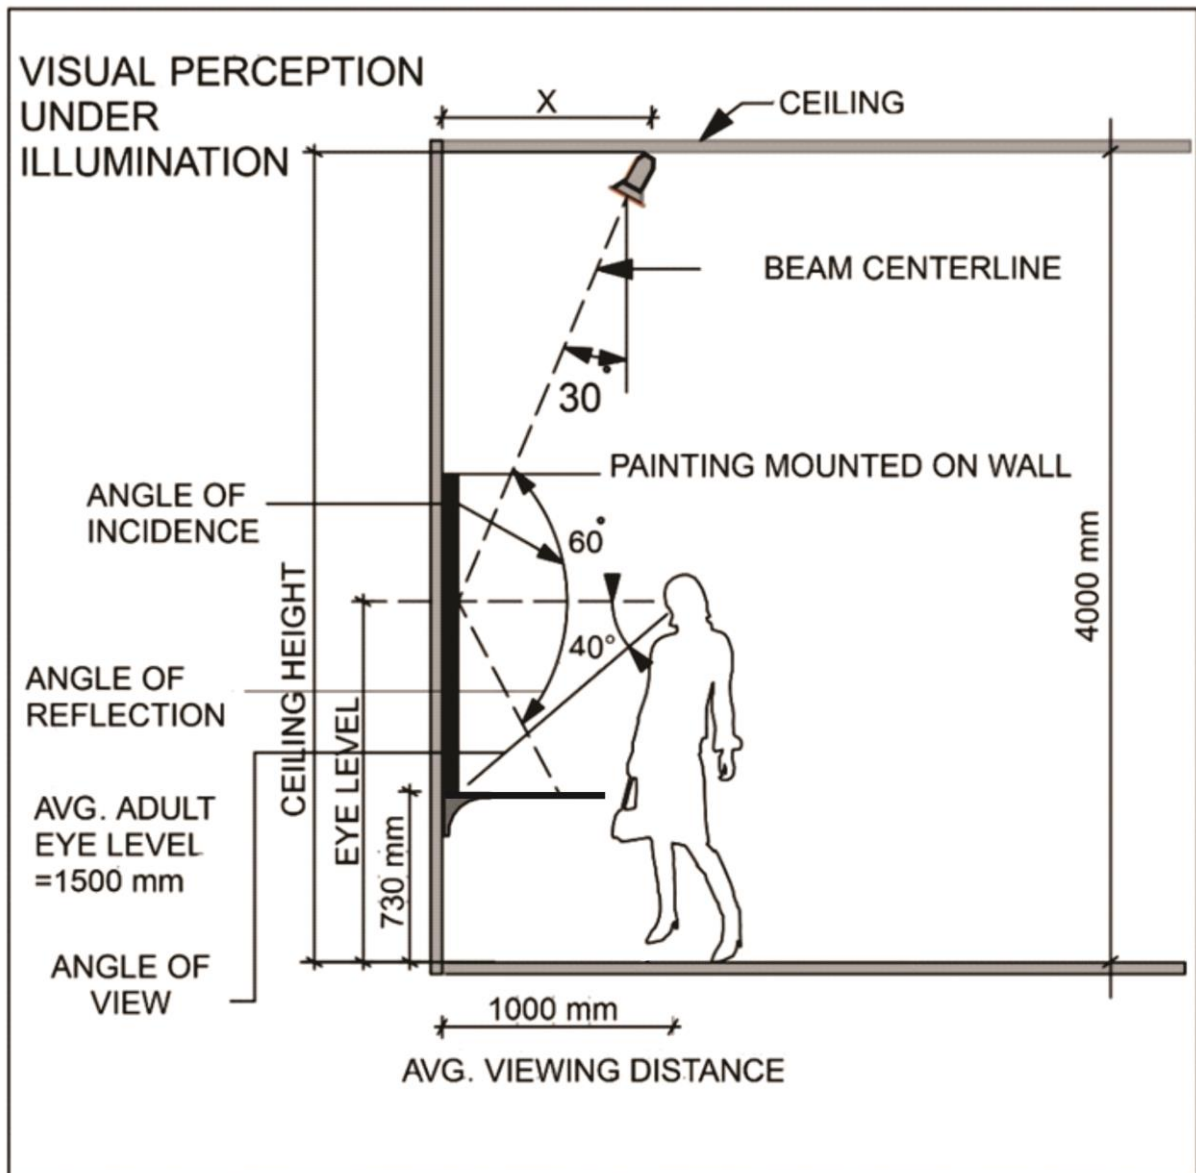 VISUAL PERCEPTION
UNDER
ILLUMINATION
X
CEILING
BEAM CENTERLINE
30°
PAINTING MOUNTED ON WALL
ANGLE OF
INCIDENCE
60°
4000 mm
CEILING HEIGHT
40°
ANGLE OF
REFLECTION
EYE LEVEL
AVG. ADULT
EYE LEVEL
=1500 mm
730 mm
ANGLE OF
VIEW
1000 mm
AVG. VIEWING DISTANCE